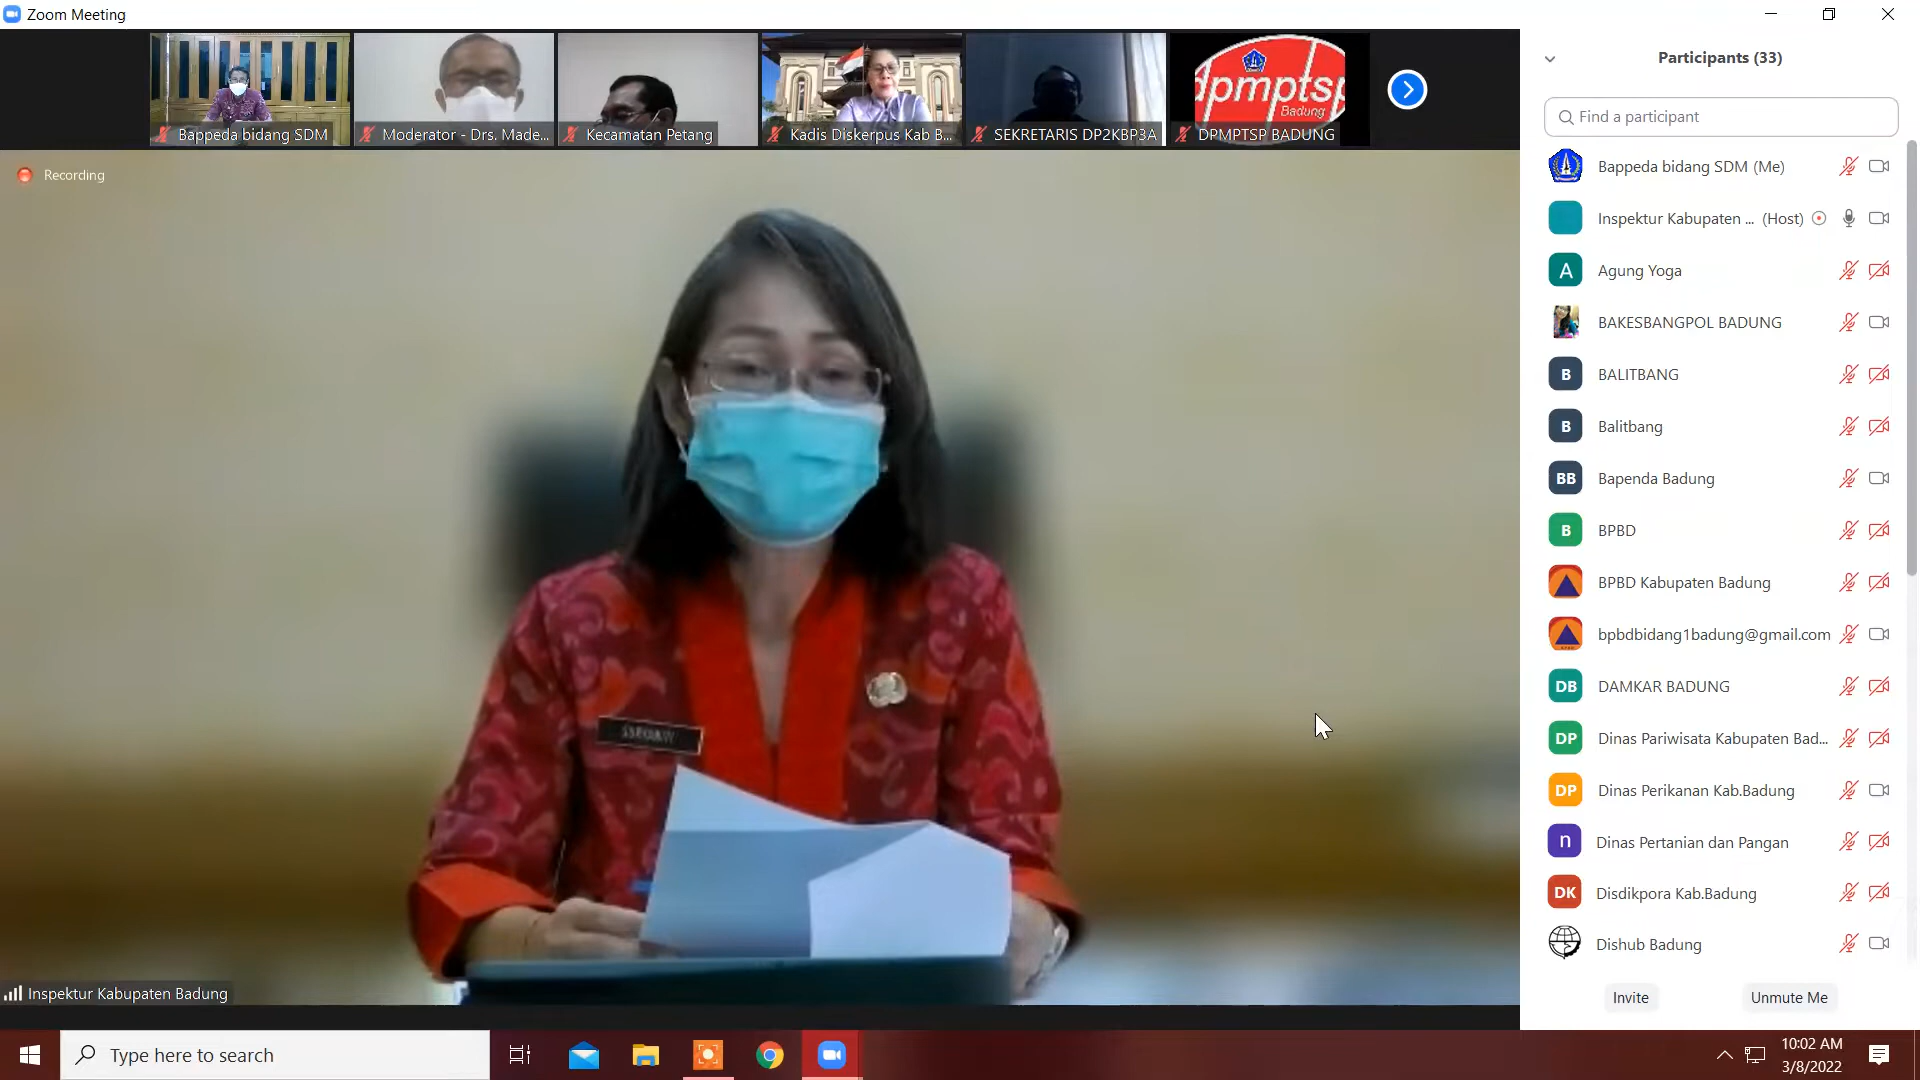 Zoom Meeting
Bappeda bidang SDM
Moderator - Drs. Made...
Kecamatan Petang
Kadis Diskerpus Kab B...
SEKRETARIS DP2KBP3A
dpmptsp
Badung
DPMPTSP BADUNG
Recording
Inspektur Kabupaten Badung
Participants (33)
Find a participant
Bappeda bidang SDM (Me)
Inspektur Kabupaten ... (Host)
A Agung Yoga
BAKESBANGPOL BADUNG
B BALITBANG
B Balitbang
BB Bapenda Badung
B BPBD
BPBD Kabupaten Badung
bpbdbidang1badung@gmail.com
DB DAMKAR BADUNG
DP Dinas Pariwisata Kabupaten Bad...
DP Dinas Perikanan Kab.Badung
n Dinas Pertanian dan Pangan
DK Disdikpora Kab.Badung
Dishub Badung
Invite
Unmute Me
Type here to search
10:02 AM
3/8/2022